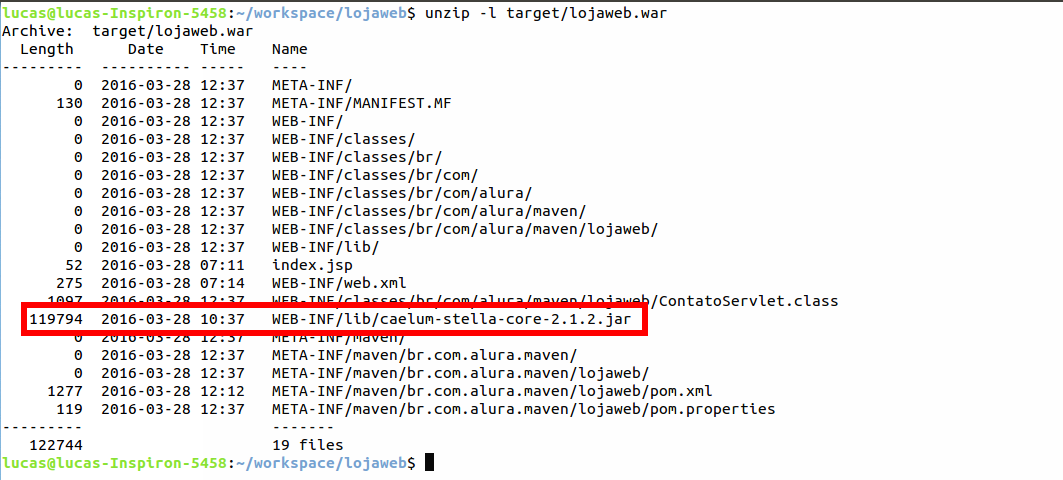 lucas@lucas-Inspiron-5458:~/workspace/lojaweb$ unzip -l target/lojaweb.war
Archive:  target/lojaweb.war
  Length      Date    Time    Name
---------  ---------- -----   ----
        0  2016-03-28 12:37   META-INF/
      130  2016-03-28 12:37   META-INF/MANIFEST.MF
        0  2016-03-28 12:37   WEB-INF/
        0  2016-03-28 12:37   WEB-INF/classes/
        0  2016-03-28 12:37   WEB-INF/classes/br/
        0  2016-03-28 12:37   WEB-INF/classes/br/com/
        0  2016-03-28 12:37   WEB-INF/classes/br/com/alura/
        0  2016-03-28 12:37   WEB-INF/classes/br/com/alura/maven/
        0  2016-03-28 12:37   WEB-INF/classes/br/com/alura/maven/lojaweb/
        0  2016-03-28 12:37   WEB-INF/lib/
       52  2016-03-28 07:11   index.jsp
      275  2016-03-28 07:14   WEB-INF/web.xml
     1097  2016-03-28 12:37   WEB-INF/classes/br/com/alura/maven/lojaweb/ContatoServlet.class
   119794  2016-03-28 10:37   WEB-INF/lib/caelum-stella-core-2.1.2.jar
        0  2016-03-28 12:37   META-INF/maven/
        0  2016-03-28 12:37   META-INF/maven/br.com.alura.maven/
        0  2016-03-28 12:37   META-INF/maven/br.com.alura.maven/lojaweb/
     1277  2016-03-28 12:12   META-INF/maven/br.com.alura.maven/lojaweb/pom.xml
      119  2016-03-28 12:37   META-INF/maven/br.com.alura.maven/lojaweb/pom.properties
---------                     -------
   122744                     19 files
lucas@lucas-Inspiron-5458:~/workspace/lojaweb$